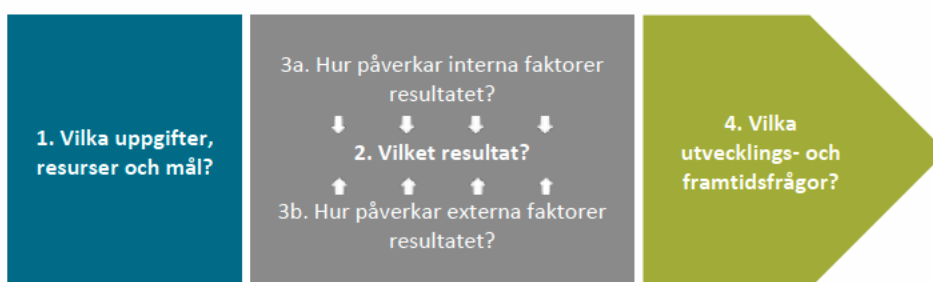 1. Vilka uppgifter,
resurser och mål?
3a. Hur påverkar interna faktorer
resultatet?
2. Vilket resultat?
3b. Hur påverkar externa faktorer
resultatet?
4. Vilka
utvecklings- och
framtidsfrågor?